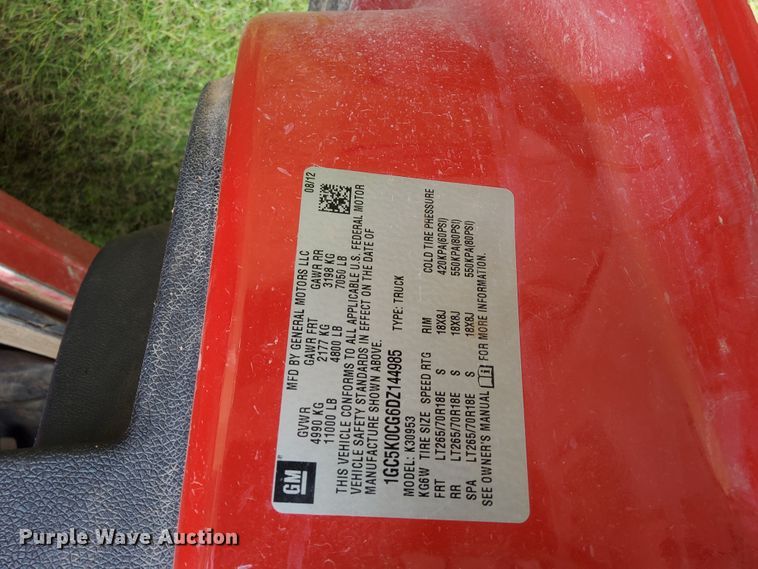 GM
MFD BY GENERAL MOTORS LLC 08/12
GVWR GAWR FRT GAWR RR
4990 KG 2177 KG 3198 KG
11000 LB 4800 LB 7050 LB
THIS VEHICLE CONFORMS TO ALL APPLICABLE U.S. FEDERAL MOTOR
VEHICLE SAFETY STANDARDS IN EFFECT ON THE DATE OF
MANUFACTURE SHOWN ABOVE.
1GC5K0CG6DZ144985 TYPE: TRUCK
MODEL: K30953
KG6W TIRE SIZE SPEED RTG RIM COLD TIRE PRESSURE
FRT LT265/70R18E S 18X8J 420KPA(60PSI)
RR LT265/70R18E S 18X8J 550KPA(80PSI)
SPA LT265/70R18E S 18X8J 550KPA(80PSI)
SEE OWNER'S MANUAL FOR MORE INFORMATION.
Purple Wave Auction